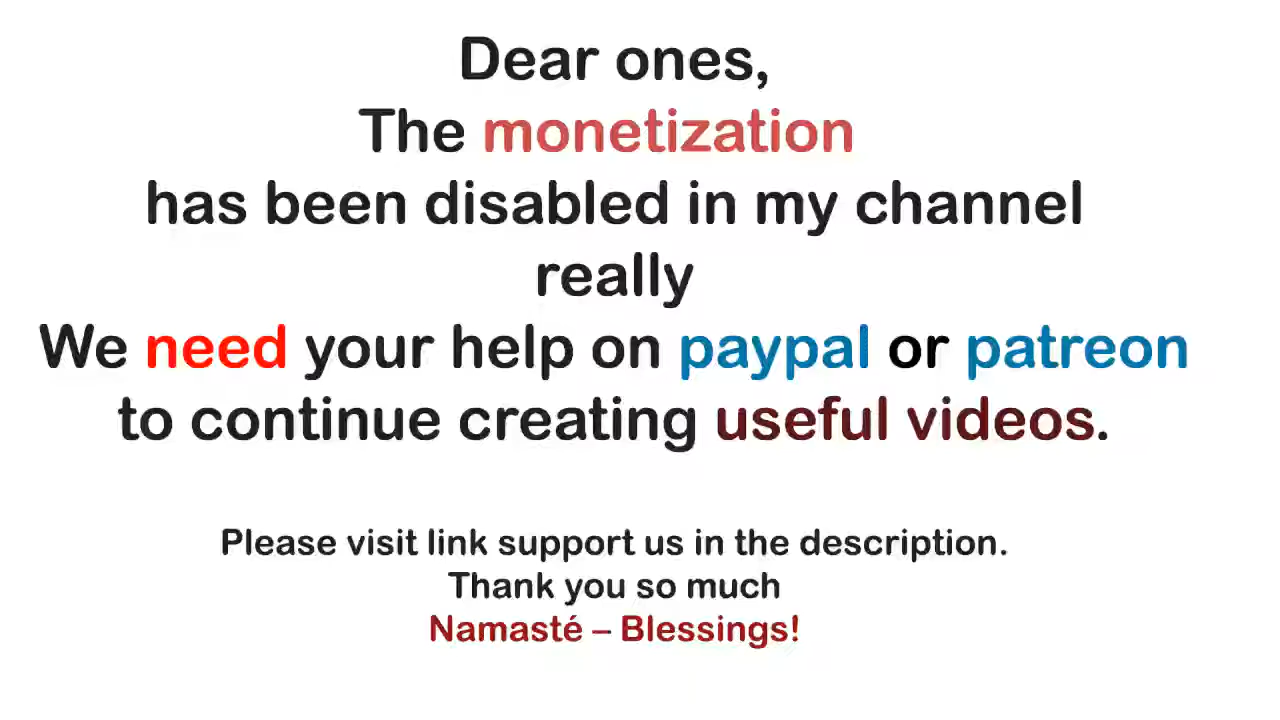 Dear ones,
The monetization
has been disabled in my channel
really
We need your help on paypal or patreon
to continue creating useful videos.
Please visit link support us in the description.
Thank you so much
Namasté – Blessings!